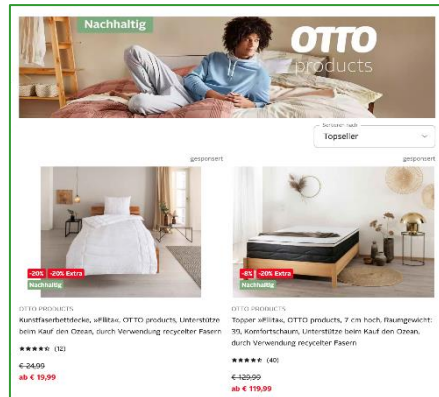 Nachhaltig
OTTO
products
Sortieren nach
Topseller
gesponsert
gesponsert
-20% -20% Extra
Nachhaltig
-8% -20% Extra
Nachhaltig
OTTO PRODUCTS
Kunstfaserbettdecke, »Ellita«, OTTO products, Unterstütze
beim Kauf den Ozean, durch Verwendung recycelter Fasern
(12)
€ 24,99
ab € 19,99
OTTO PRODUCTS
Topper »Ellita«, OTTO products, 7 cm hoch, Raumgewicht:
39, Komfortschaum, Unterstütze beim Kauf den Ozean,
durch Verwendung recycelter Fasern
(40)
€ 129,99
ab € 119,99